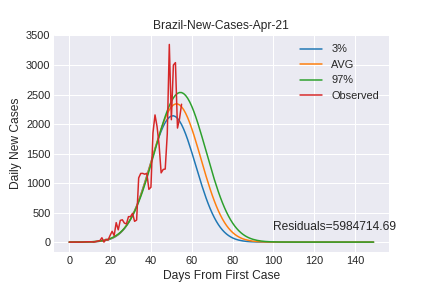 Brazil-New-Cases-Apr-21
3500
3000
2500
2000
1500
1000
500
0
Daily New Cases
3%
AVG
97%
Observed
Residuals=5984714.69
0 20 40 60 80 100 120 140
Days From First Case